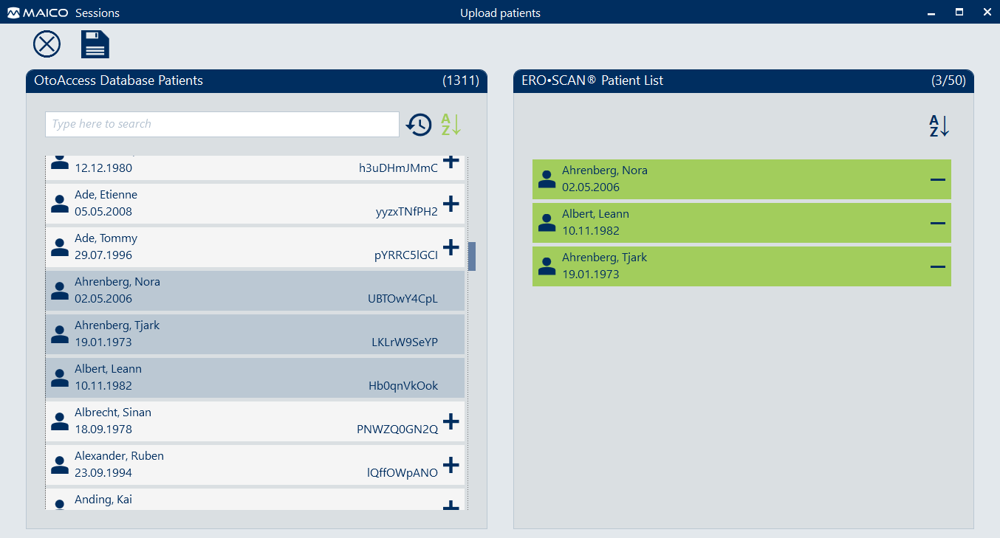 MAICO Sessions
Upload patients
OtoAccess Database Patients (1311)
Type here to search
A
Z
12.12.1980 h3uDHmJMmC
Ade, Etienne
05.05.2008 yyzxTNfPH2
Ade, Tommy
29.07.1996 pYRRC5lGCI
Ahrenberg, Nora
02.05.2006 UBTOwY4CpL
Ahrenberg, Tjark
19.01.1973 LKLrW9SeYP
Albert, Leann
10.11.1982 Hb0qnVkOok
Albrecht, Sinan
18.09.1978 PNWZQ0GN2Q
Alexander, Ruben
23.09.1994 lQffOWpANO
Anding, Kai
ERO•SCAN® Patient List (3/50)
A
Z
Ahrenberg, Nora
02.05.2006
Albert, Leann
10.11.1982
Ahrenberg, Tjark
19.01.1973